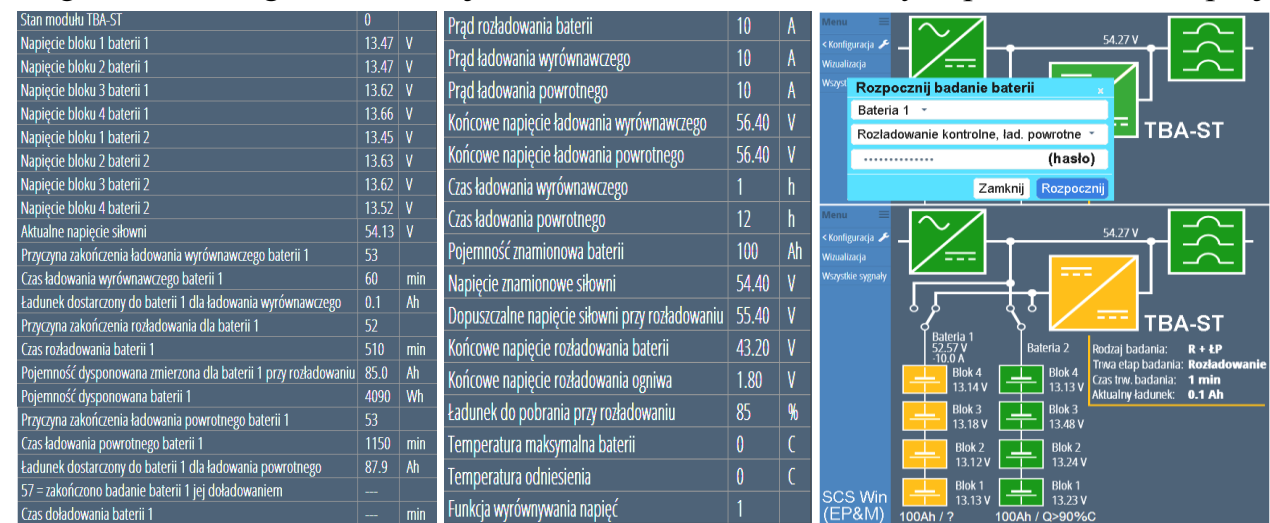 Stan modułu TBA-ST 0
Napięcie bloku 1 baterii 1 13.47 V
Napięcie bloku 2 baterii 1 13.47 V
Napięcie bloku 3 baterii 1 13.62 V
Napięcie bloku 4 baterii 1 13.66 V
Napięcie bloku 1 baterii 2 13.45 V
Napięcie bloku 2 baterii 2 13.63 V
Napięcie bloku 3 baterii 2 13.62 V
Napięcie bloku 4 baterii 2 13.52 V
Aktualne napięcie siłowni 54.13 V
Przyczyna zakończenia ładowania wyrównawczego baterii 1 53
Czas ładowania wyrównawczego baterii 1 60 min
Ładunek dostarczony do baterii 1 dla ładowania wyrównawczego 0.1 Ah
Przyczyna zakończenia rozładowania dla baterii 1 52
Czas rozładowania baterii 1 510 min
Pojemność dysponowana zmierzona dla baterii 1 przy rozładowaniu 85.0 Ah
Pojemność dysponowana baterii 1 4090 Wh
Przyczyna zakończenia ładowania powrotnego baterii 1 53
Czas ładowania powrotnego baterii 1 1150 min
Ładunek dostarczony do baterii 1 dla ładowania powrotnego 87.9 Ah
57 = zakończono badanie baterii 1 jej doładowaniem ---
Czas doładowania baterii 1 --- min
Prąd rozładowania baterii 10 A
Prąd ładowania wyrównawczego 10 A
Prąd ładowania powrotnego 10 A
Końcowe napięcie ładowania wyrównawczego 56.40 V
Końcowe napięcie ładowania powrotnego 56.40 V
Czas ładowania wyrównawczego 1 h
Czas ładowania powrotnego 12 h
Pojemność znamionowa baterii 100 Ah
Napięcie znamionowe siłowni 54.40 V
Dopuszczalne napięcie siłowni przy rozładowaniu 55.40 V
Końcowe napięcie rozładowania baterii 43.20 V
Końcowe napięcie rozładowania ogniwa 1.80 V
Ładunek do pobrania przy rozładowaniu 85 %
Temperatura maksymalna baterii 0 C
Temperatura odniesienia 0 C
Funkcja wyrównywania napięć 1
Menu
< Konfiguracja
Wizualizacja
Wszyst
54.27 V
TBA-ST
Rozpocznij badanie baterii x
Bateria 1
Rozładowanie kontrolne, ład. powrotne
(hasło)
Zamknij Rozpocznij
Menu
< Konfiguracja
Wizualizacja
Wszystkie sygnały
54.27 V
TBA-ST
Bateria 1
52.57 V
-10.0 A
Bateria 2
Rodzaj badania: R + ŁP
Trwa etap badania: Rozładowanie
Czas trw. badania: 1 min
Aktualny ładunek: 0.1 Ah
Blok 4
13.14 V
Blok 4
13.13 V
Blok 3
13.18 V
Blok 3
13.48 V
Blok 2
13.12 V
Blok 2
13.24 V
Blok 1
13.13 V
Blok 1
13.23 V
SCS Win
(EP&M)
100Ah / ?
100Ah / Q>90%C